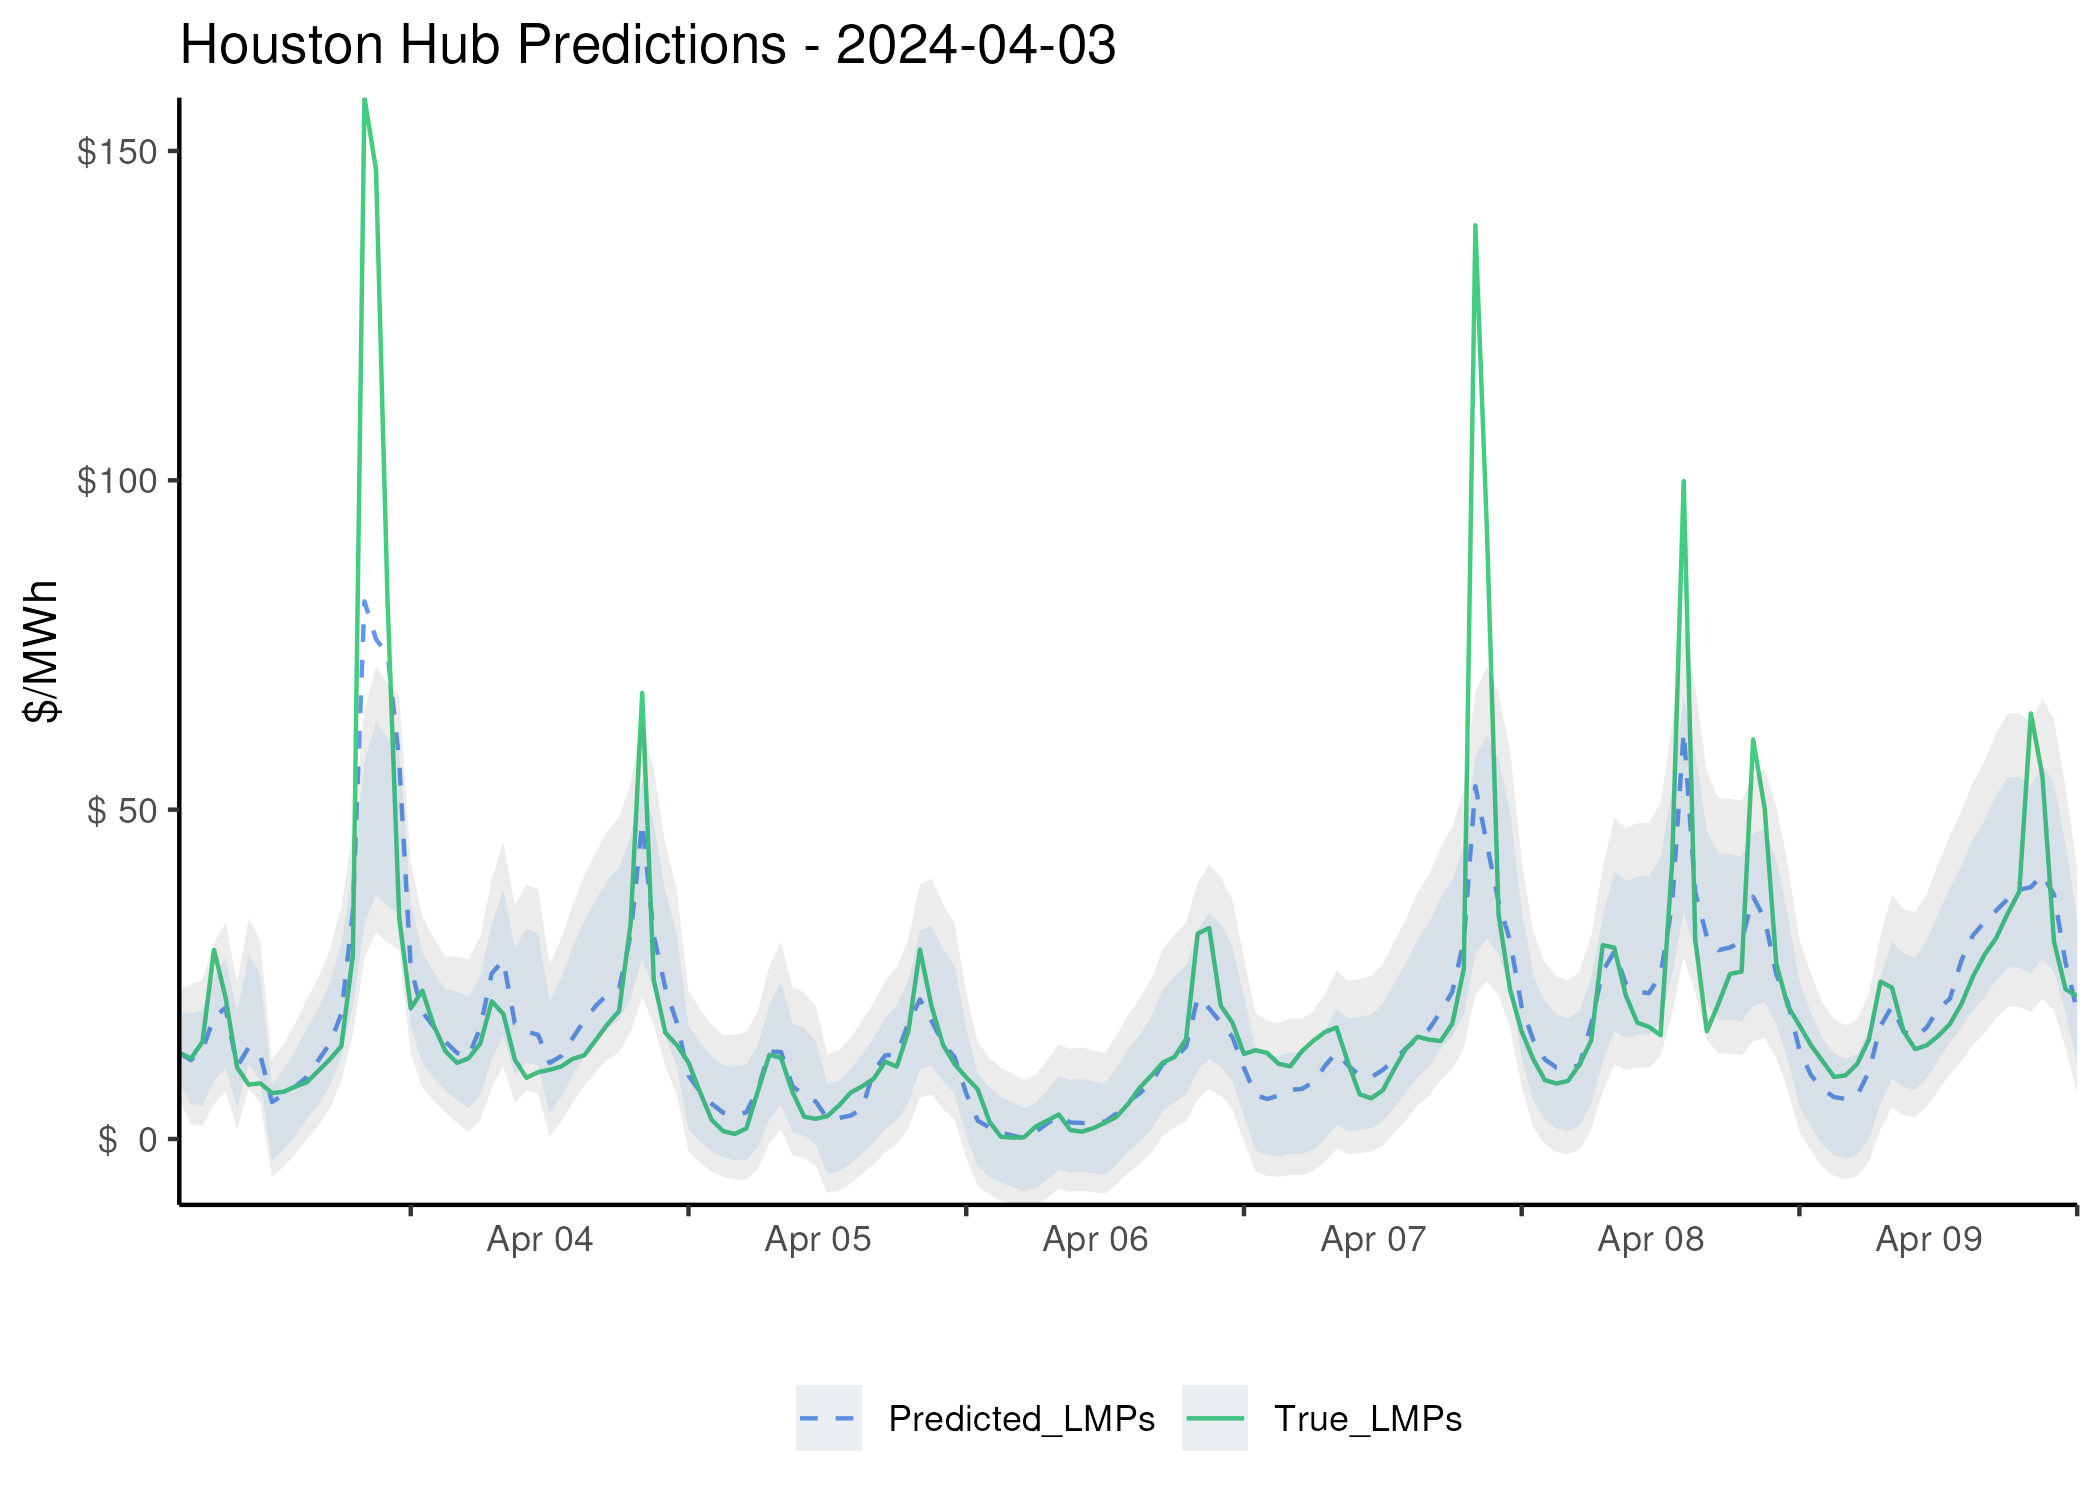 Houston Hub Predictions - 2024-04-03
$/MWh
$150
$100
$ 50
$  0
Apr 04 Apr 05 Apr 06 Apr 07 Apr 08 Apr 09
Predicted_LMPs True_LMPs